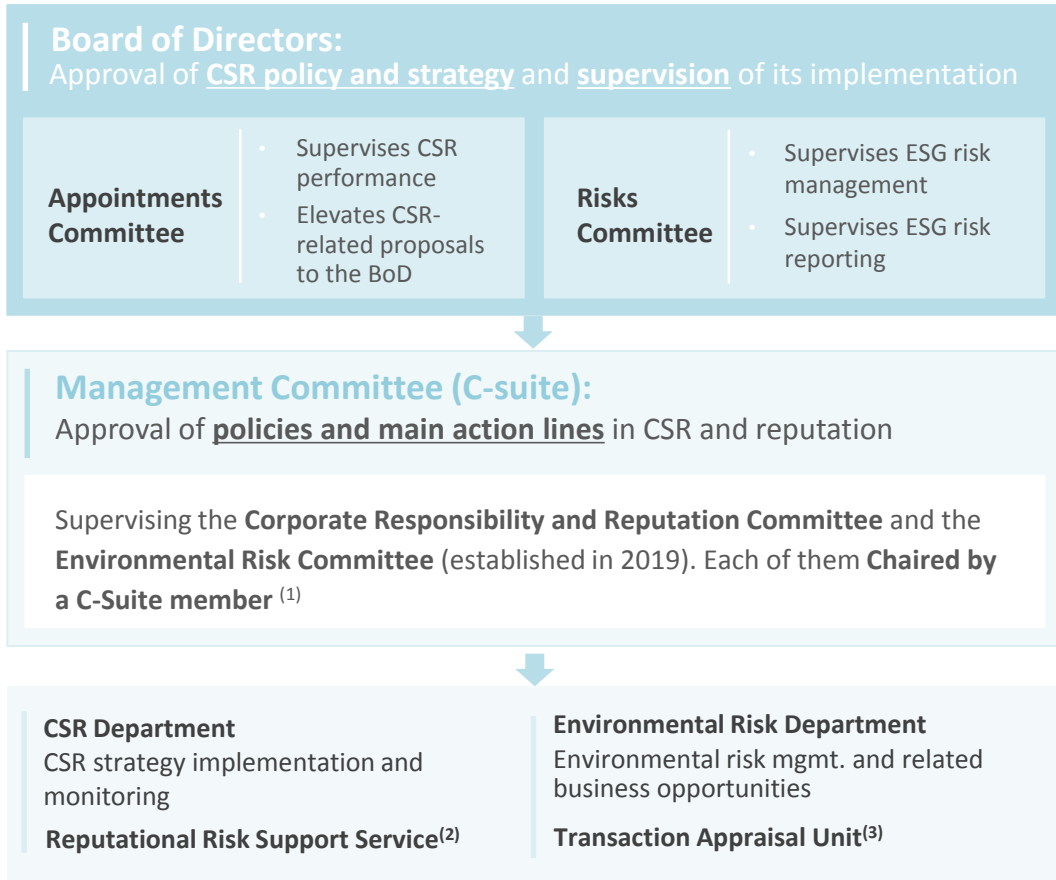 Board of Directors:
Approval of CSR policy and strategy and supervision of its implementation
Appointments
Committee
• Supervises CSR
performance
• Elevates CSR-
related proposals
to the BoD
Risks
Committee
• Supervises ESG risk
management
• Supervises ESG risk
reporting
Management Committee (C-suite):
Approval of policies and main action lines in CSR and reputation
Supervising the Corporate Responsibility and Reputation Committee and the
Environmental Risk Committee (established in 2019). Each of them Chaired by
a C-Suite member (1)
CSR Department
CSR strategy implementation and
monitoring
Reputational Risk Support Service(2)
Environmental Risk Department
Environmental risk mgmt. and related
business opportunities
Transaction Appraisal Unit(3)